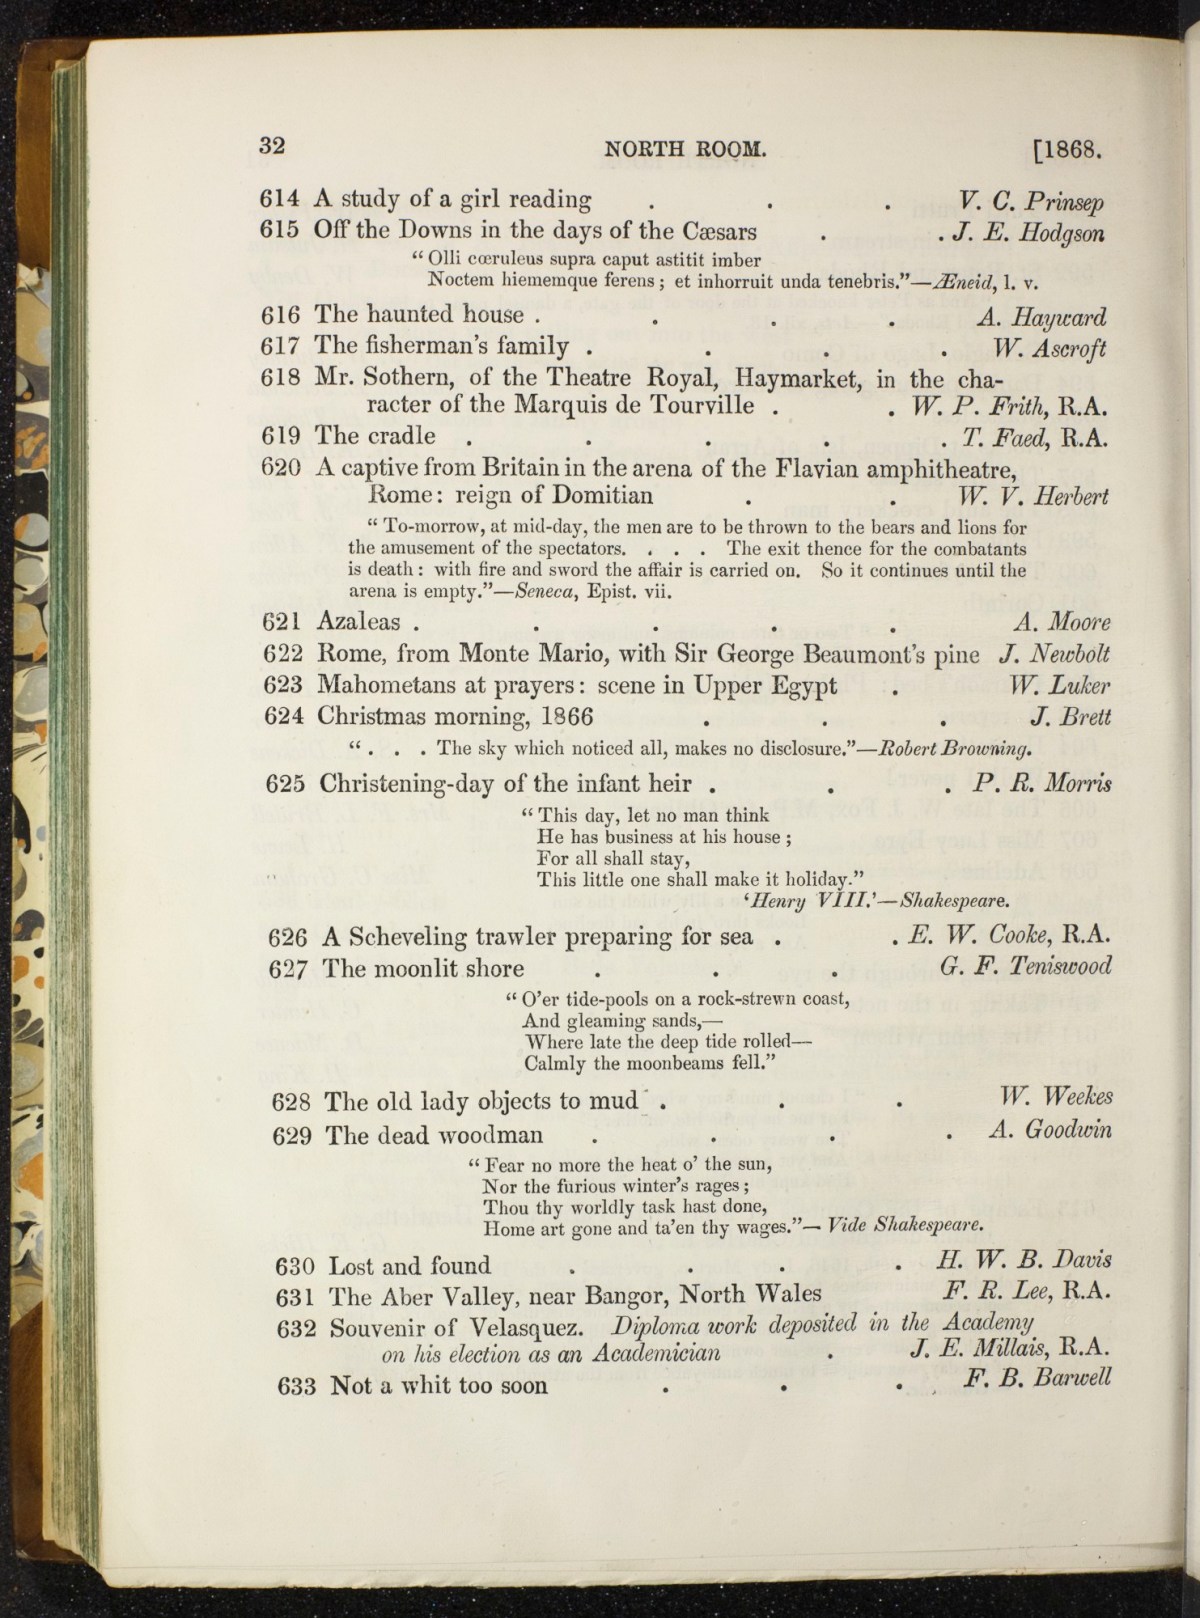 32 NORTH ROOM. [1868.
614 A study of a girl reading . . . V. C. Prinsep
615 Off the Downs in the days of the Cæsars . . J. E. Hodgson
“ Olli cœruleus supra caput astitit imber
Noctem hiememque ferens ; et inhorruit unda tenebris.”—Æneid, l. v.
616 The haunted house . . . . A. Hayward
617 The fisherman’s family . . . . W. Ascroft
618 Mr. Sothern, of the Theatre Royal, Haymarket, in the cha-
racter of the Marquis de Tourville . . W. P. Frith, R.A.
619 The cradle . . . . . T. Faed, R.A.
620 A captive from Britain in the arena of the Flavian amphitheatre,
Rome: reign of Domitian . . W. V. Herbert
“ To-morrow, at mid-day, the men are to be thrown to the bears and lions for
the amusement of the spectators. . . . The exit thence for the combatants
is death : with fire and sword the affair is carried on. So it continues until the
arena is empty.”—Seneca, Epist. vii.
621 Azaleas . . . . . A. Moore
622 Rome, from Monte Mario, with Sir George Beaumont’s pine J. Newbolt
623 Mahometans at prayers : scene in Upper Egypt . W. Luker
624 Christmas morning, 1866 . . . J. Brett
“ . . . The sky which noticed all, makes no disclosure.”—Robert Browning.
625 Christening-day of the infant heir . . . P. R. Morris
“ This day, let no man think
He has business at his house ;
For all shall stay,
This little one shall make it holiday.”
‘Henry VIII.’—Shakespeare.
626 A Scheveling trawler preparing for sea . . E. W. Cooke, R.A.
627 The moonlit shore . . . G. F. Teniswood
“ O’er tide-pools on a rock-strewn coast,
And gleaming sands,—
Where late the deep tide rolled—
Calmly the moonbeams fell.”
628 The old lady objects to mud . . . W. Weekes
629 The dead woodman . . . . A. Goodwin
“ Fear no more the heat o’ the sun,
Nor the furious winter’s rages ;
Thou thy worldly task hast done,
Home art gone and ta’en thy wages.”— Vide Shakespeare.
630 Lost and found . . . . H. W. B. Davis
631 The Aber Valley, near Bangor, North Wales F. R. Lee, R.A.
632 Souvenir of Velasquez. Diploma work deposited in the Academy
on his election as an Academician . J. E. Millais, R.A.
633 Not a whit too soon . . . F. B. Barwell